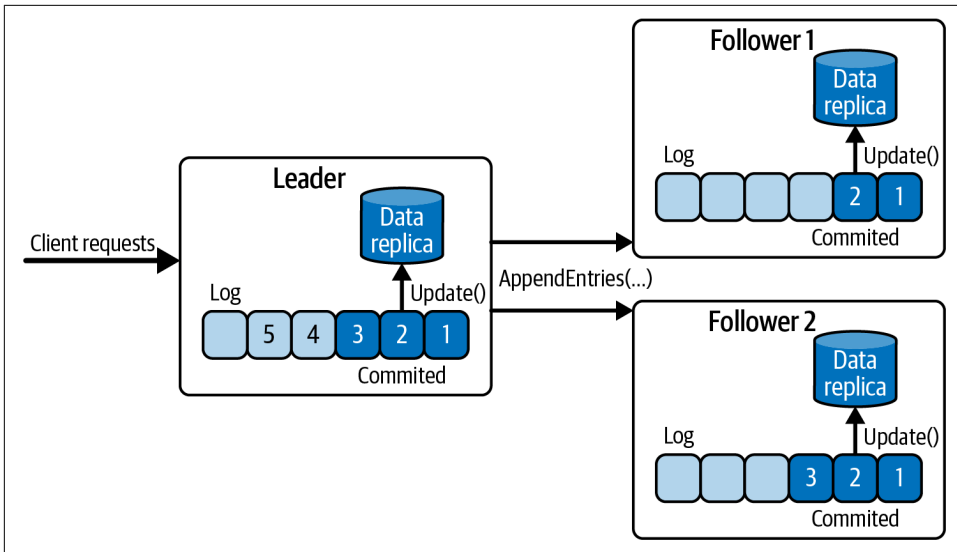 Client requests
Leader
Data
replica
Log
Update()
5 4 3 2 1
Commited
AppendEntries(...)
Follower 1
Data
replica
Log
Update()
2 1
Commited
Follower 2
Data
replica
Log
Update()
3 2 1
Commited